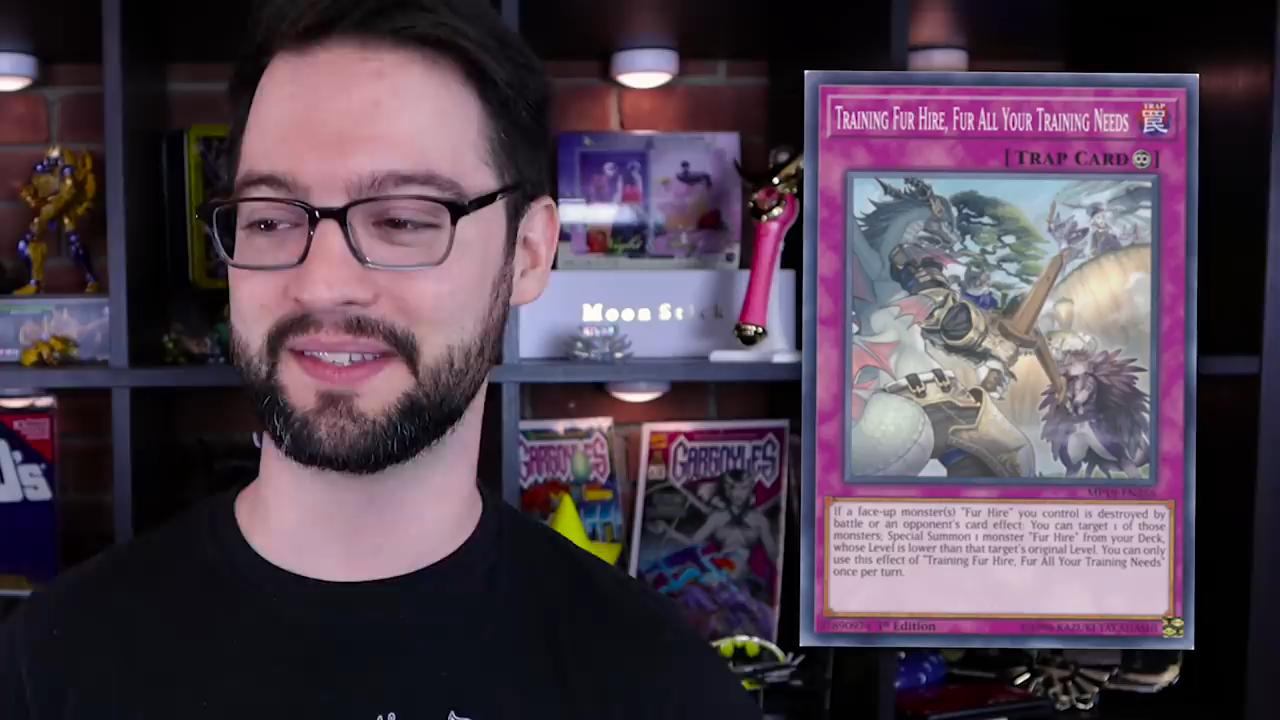 TRAINING FUR HIRE, FUR ALL YOUR TRAINING NEEDS
TRAP
罠
[TRAP CARD ]
If a face-up monster(s) "Fur Hire" you control is destroyed by
battle or an opponent's card effect: You can target 1 of those
monsters; Special Summon 1 monster "Fur Hire" from your Deck,
whose Level is lower than that target's original Level. You can only
use this effect of "Training Fur Hire, Fur All Your Training Needs"
once per turn.
1st Edition
KAZUKI TAKAHASHI
Moon Stick
GARGOYLES
GARGOYLES